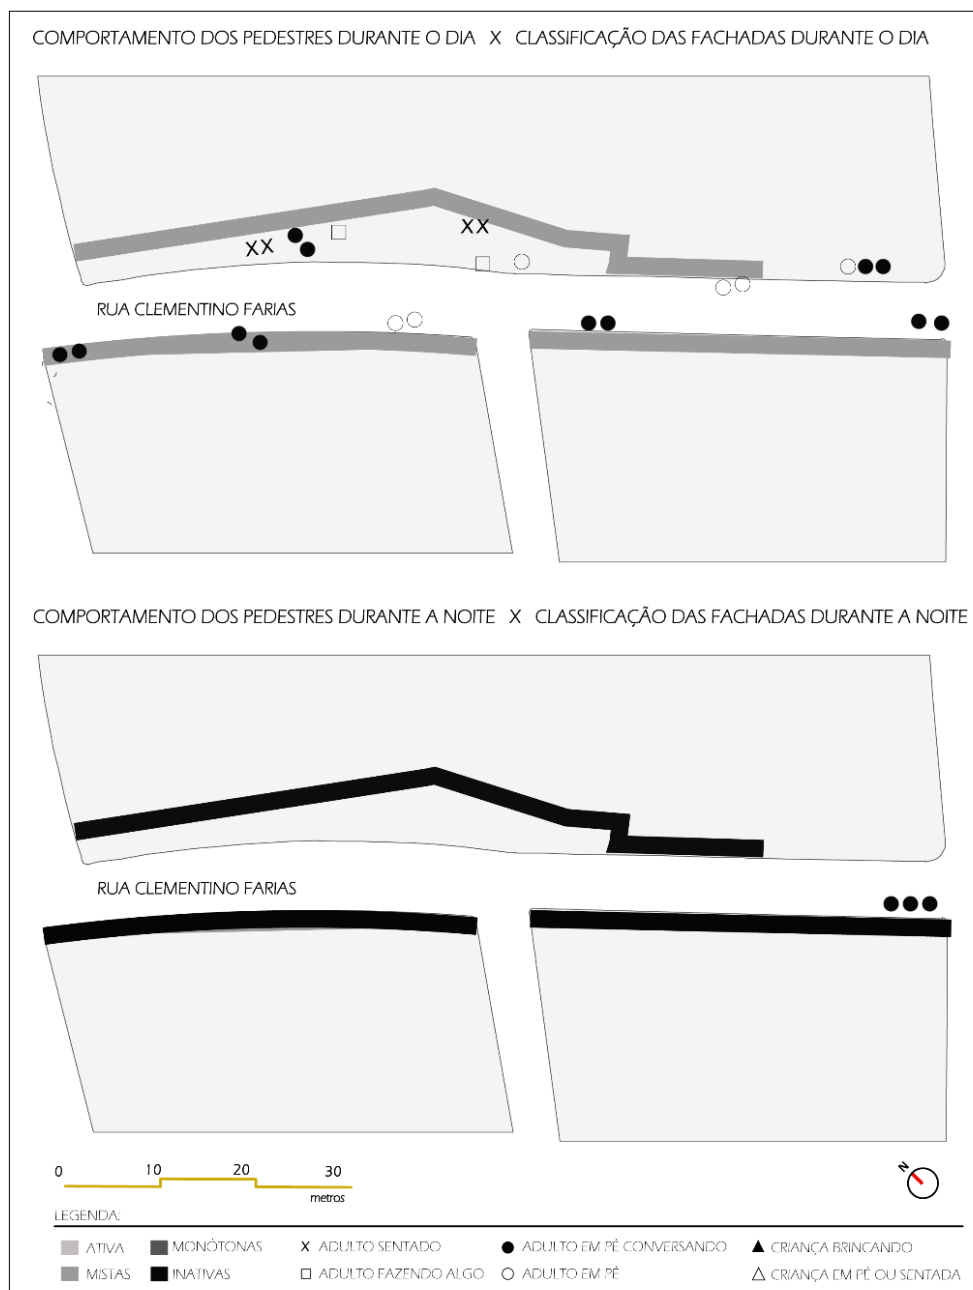 COMPORTAMENTO DOS PEDESTRES DURANTE O DIA X CLASSIFICAÇÃO DAS FACHADAS DURANTE O DIA
RUA CLEMENTINO FARIAS
COMPORTAMENTO DOS PEDESTRES DURANTE A NOITE X CLASSIFICAÇÃO DAS FACHADAS DURANTE A NOITE
RUA CLEMENTINO FARIAS
0 10 20 30
metros
N
LEGENDA:
ATIVA MONÓTONAS X ADULTO SENTADO ADULTO EM PÉ CONVERSANDO CRIANÇA BRINCANDO
MISTAS INATIVAS ADULTO FAZENDO ALGO ADULTO EM PÉ CRIANÇA EM PÉ OU SENTADA